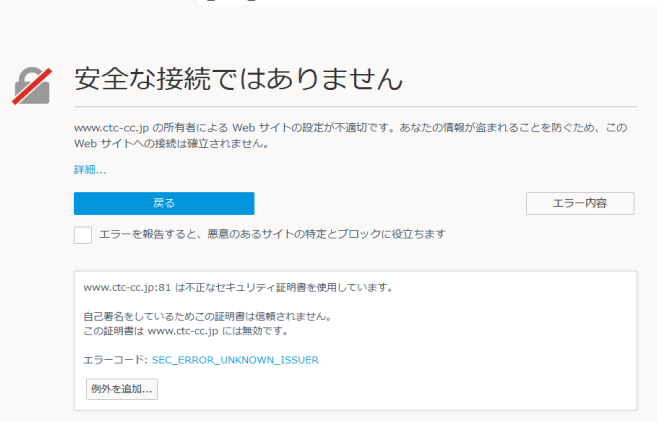 安全な接続ではありません
www.ctc-cc.jp の所有者による Web サイトの設定が不適切です。あなたの情報が盗まれることを防ぐため、この
Web サイトへの接続は確立されません。
詳細...
戻る
エラー内容
エラーを報告すると、悪意のあるサイトの特定とブロックに役立ちます
www.ctc-cc.jp:81 は不正なセキュリティ証明書を使用しています。
自己署名をしているためこの証明書は信頼されません。
この証明書は www.ctc-cc.jp には無効です。
エラーコード: SEC_ERROR_UNKNOWN_ISSUER
例外を追加...